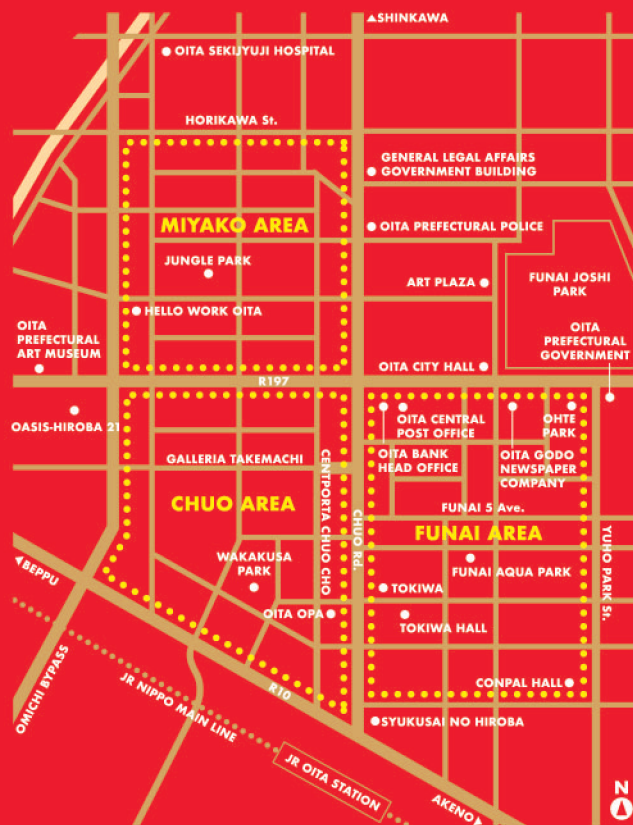 ▲SHINKAWA
OITA SEKIJYUJI HOSPITAL
HORIKAWA St.
GENERAL LEGAL AFFAIRS
GOVERNMENT BUILDING
MIYAKO AREA
OITA PREFECTURAL POLICE
JUNGLE PARK
ART PLAZA
FUNAI JOSHI
PARK
HELLO WORK OITA
OITA
PREFECTURAL
ART MUSEUM
OITA
PREFECTURAL
GOVERNMENT
OITA CITY HALL
R197
OASIS-HIROBA 21
OITA CENTRAL
POST OFFICE
OHTE
PARK
OITA BANK
HEAD OFFICE
OITA GODO
NEWSPAPER
COMPANY
GALLERIA TAKEMACHI
CENTPORTA CHUO CHO
CHUO AREA
CHUO RD.
FUNAI 5 Ave.
FUNAI AREA
YUHO PARK St.
WAKAKUSA
PARK
FUNAI AQUA PARK
◀BEPPU
TOKIWA
OITA OPA
TOKIWA HALL
OMICHI BYPASS
JR NIPPO MAIN LINE
R10
CONPAL HALL
SYUKUSAI NO HIROBA
JR OITA STATION
AKENO▶
N